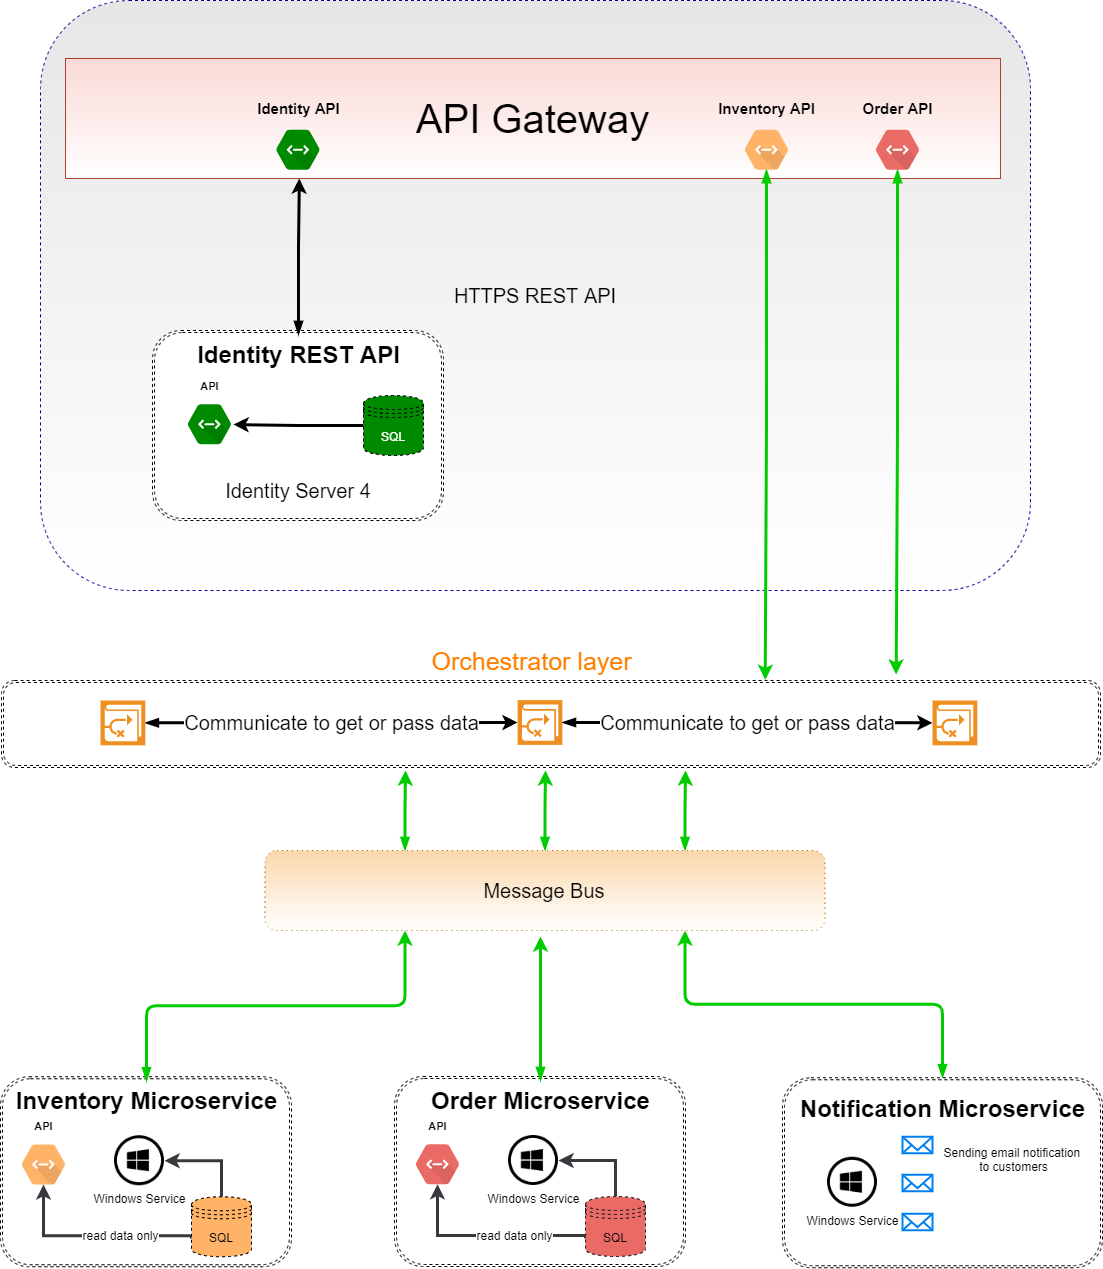 Identity API
API Gateway
Inventory API
Order API
HTTPS REST API
Identity REST API
API
SQL
Identity Server 4
Orchestrator layer
Communicate to get or pass data
Communicate to get or pass data
Message Bus
Inventory Microservice
API
Windows Service
read data only
SQL
Order Microservice
API
Windows Service
read data only
SQL
Notification Microservice
Sending email notification
to customers
Windows Service